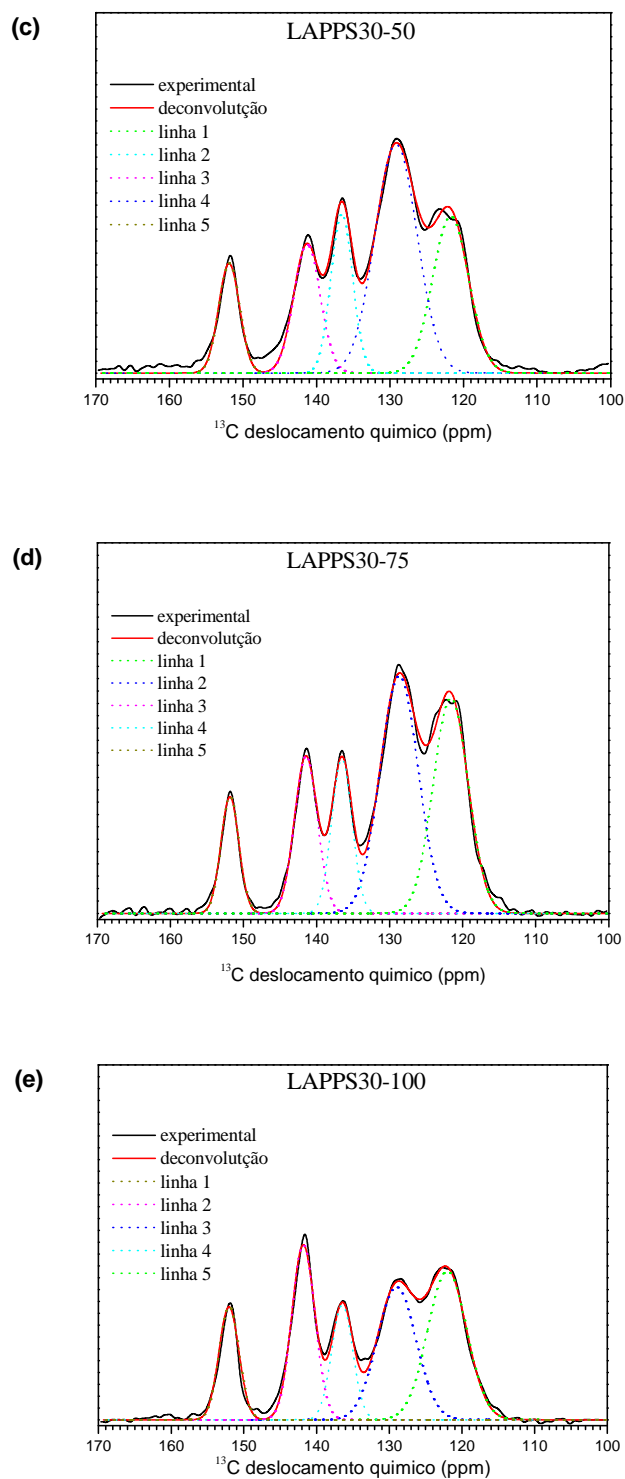 (c)
LAPPS30-50
experimental
deconvolutção
linha 1
linha 2
linha 3
linha 4
linha 5
170 160 150 140 130 120 110 100
13C deslocamento quimico (ppm)
(d)
LAPPS30-75
experimental
deconvolutção
linha 1
linha 2
linha 3
linha 4
linha 5
170 160 150 140 130 120 110 100
13C deslocamento quimico (ppm)
(e)
LAPPS30-100
experimental
deconvolutção
linha 1
linha 2
linha 3
linha 4
linha 5
170 160 150 140 130 120 110 100
13C deslocamento quimico (ppm)